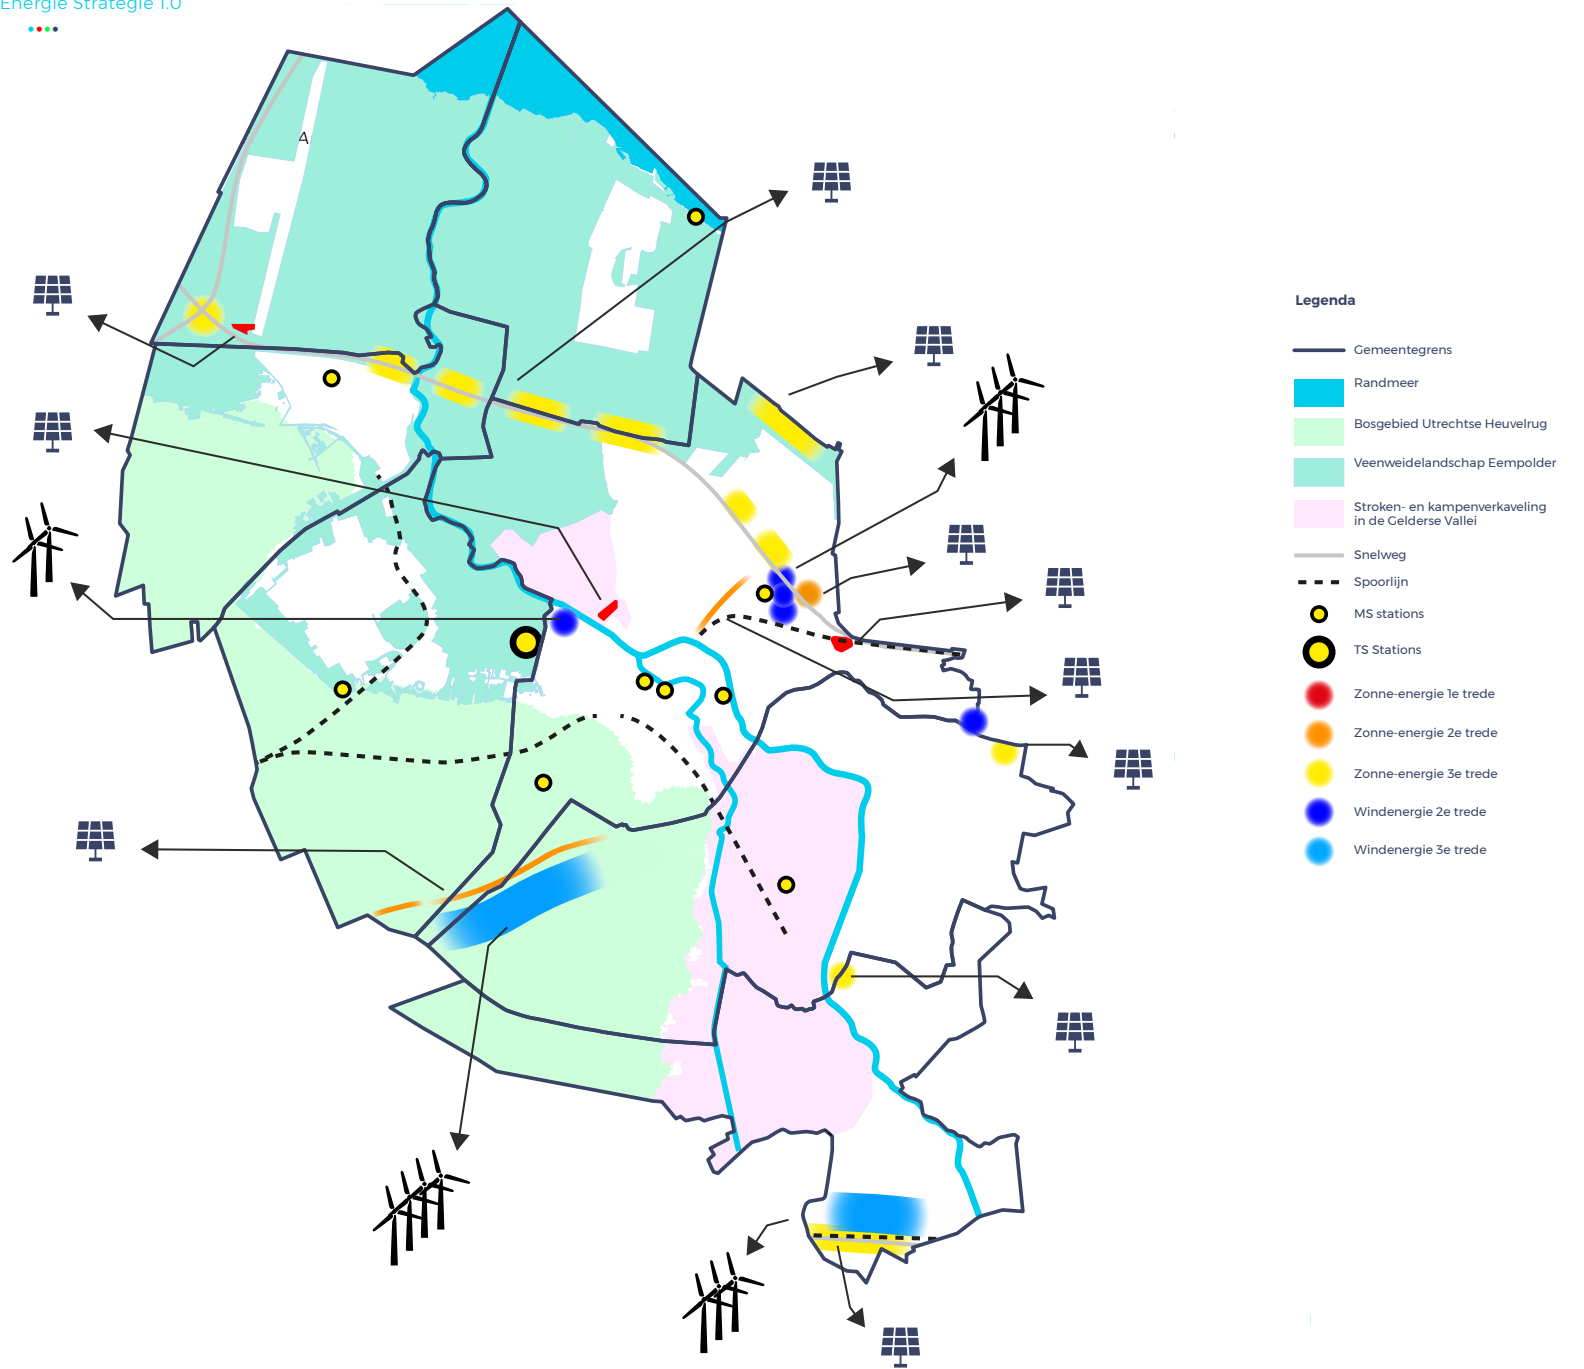 Energie Strategie 1.0
A
Legenda
Gemeentegrens
Randmeer
Bosgebied Utrechtse Heuvelrug
Veenweidelandschap Eempolder
Stroken- en kampenverkaveling
in de Gelderse Vallei
Snelweg
Spoorlijn
MS stations
TS Stations
Zonne-energie 1e trede
Zonne-energie 2e trede
Zonne-energie 3e trede
Windenergie 2e trede
Windenergie 3e trede